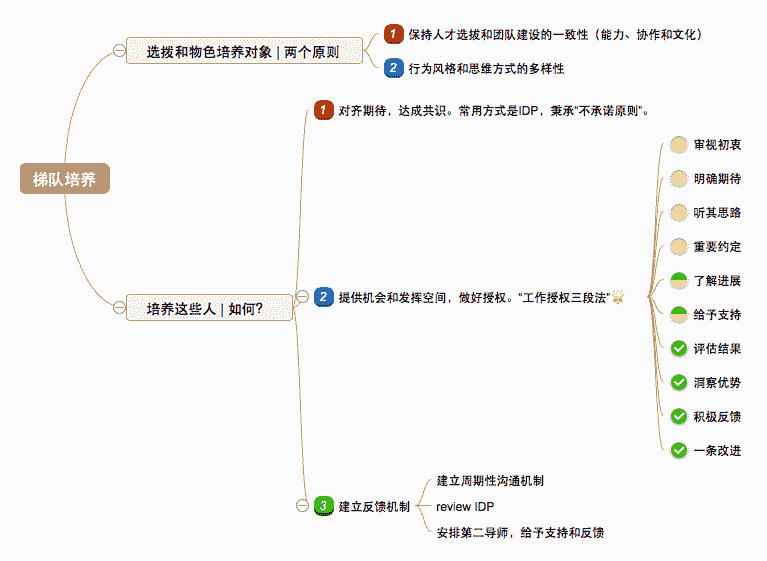 梯队培养
选拨和物色培养对象 | 两个原则
1 保持人才选拨和团队建设的一致性（能力、协作和文化）
2 行为风格和思维方式的多样性
培养这些人 | 如何？
1 对齐期待，达成共识。常用方式是IDP，秉承“不承诺原则”。
2 提供机会和发挥空间，做好授权。“工作授权三段法”
审视初衷
明确期待
听其思路
重要约定
了解进展
给予支持
评估结果
洞察优势
积极反馈
一条改进
3 建立反馈机制
建立周期性沟通机制
review IDP
安排第二导师，给予支持和反馈